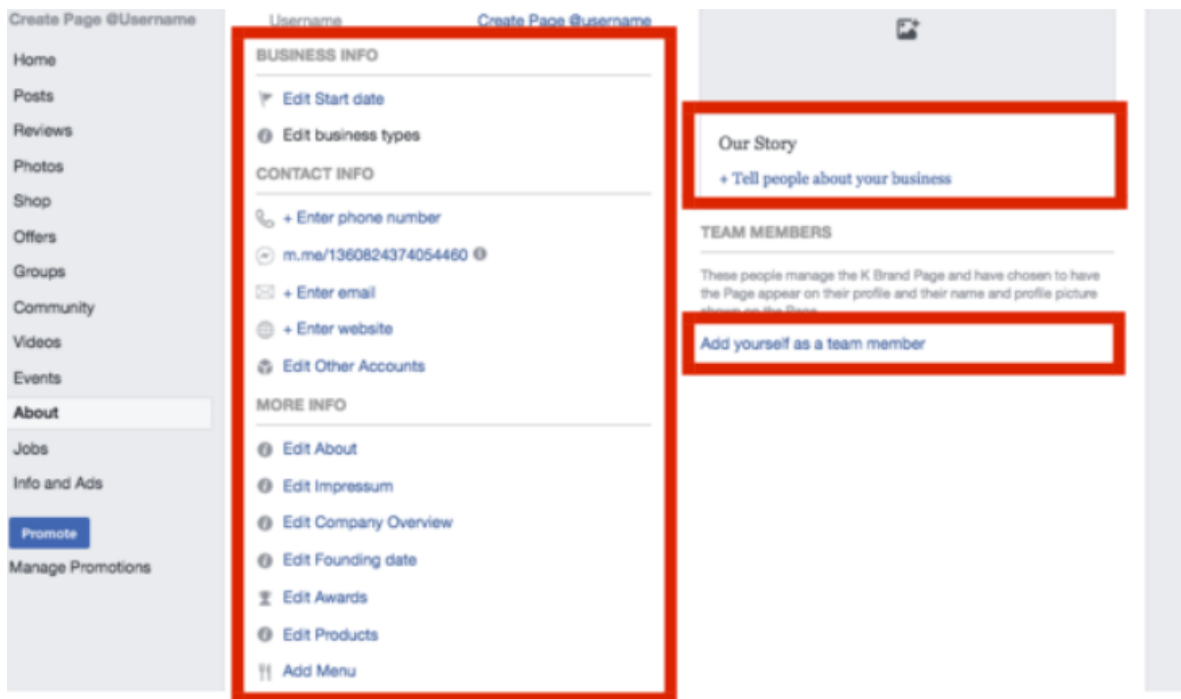 Create Page @Username
Home
Posts
Reviews
Photos
Shop
Offers
Groups
Community
Videos
Events
About
Jobs
Info and Ads
Promote
Manage Promotions
Username
Create Page @username
BUSINESS INFO
Edit Start date
Edit business types
CONTACT INFO
+ Enter phone number
m.me/1360824374054460
+ Enter email
+ Enter website
Edit Other Accounts
MORE INFO
Edit About
Edit Impressum
Edit Company Overview
Edit Founding date
Edit Awards
Edit Products
Add Menu
Our Story
+ Tell people about your business
TEAM MEMBERS
These people manage the K Brand Page and have chosen to have
the Page appear on their profile and their name and profile picture
shown on the Page
Add yourself as a team member